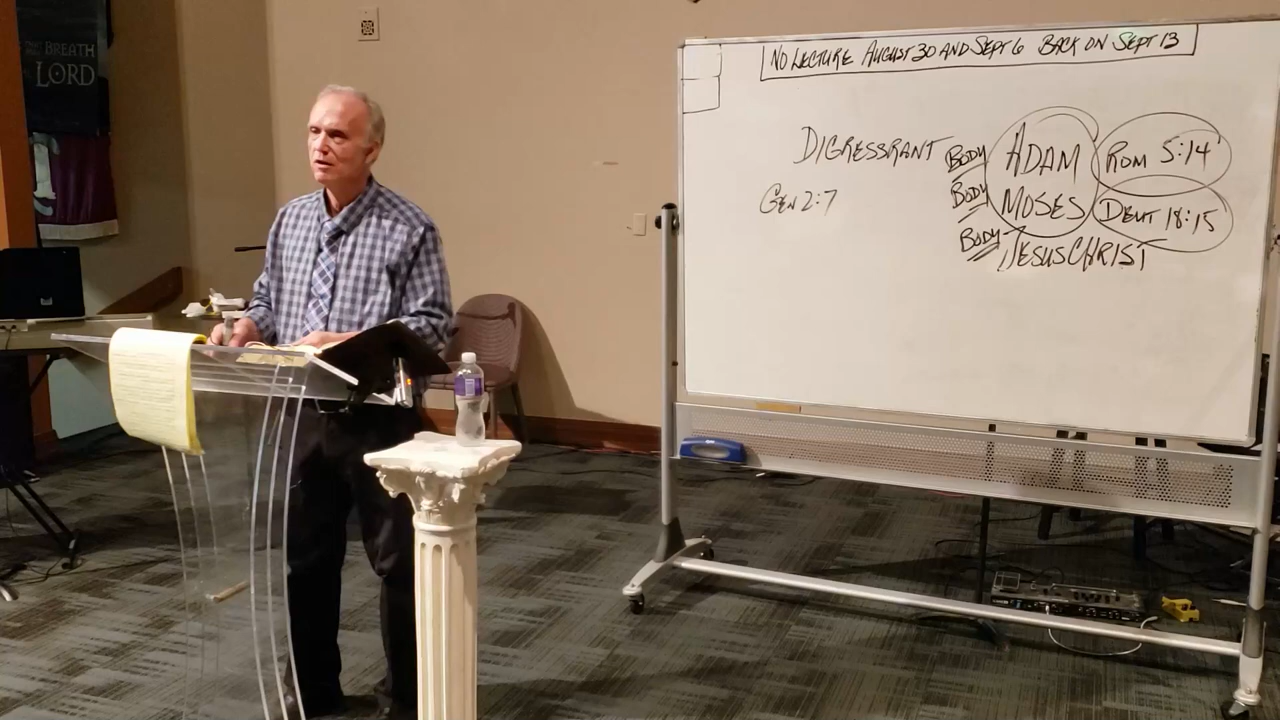 BREATH
LORD
NO LECTURE AUGUST 30 AND SEPT 6 BACK ON SEPT 13
DIGRESSRANT
GEN 2:7
BODY ADAM ROM 5:14
BODY MOSES DEUT 18:15
BODY JESUS CHRIST